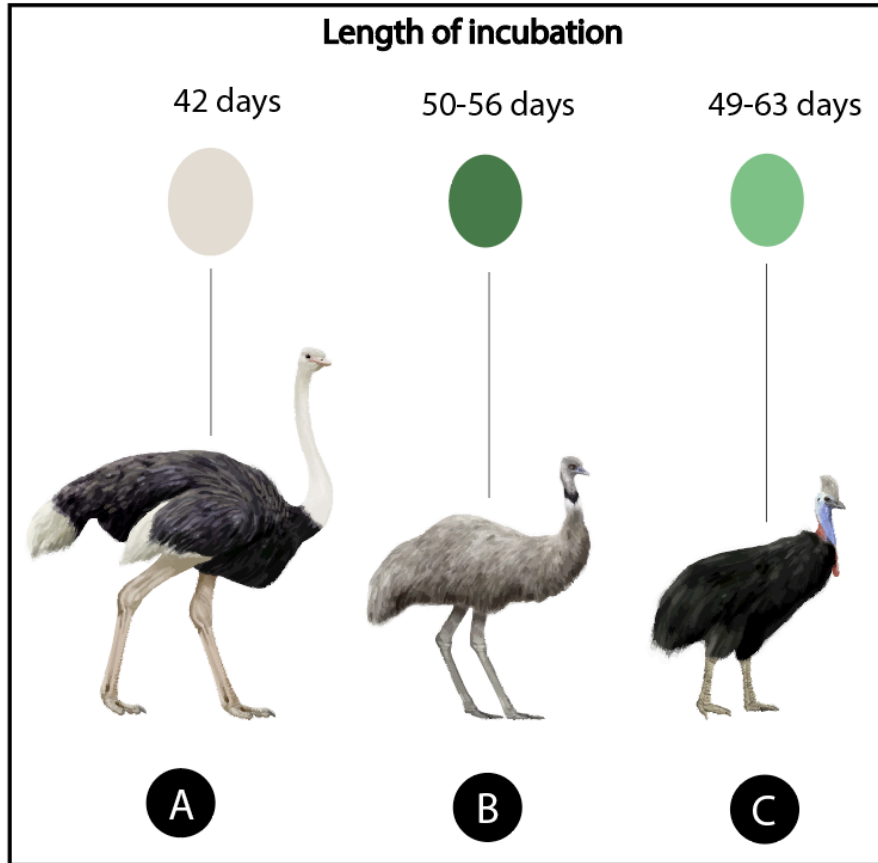 Length of incubation
42 days
50-56 days
49-63 days
A
B
C